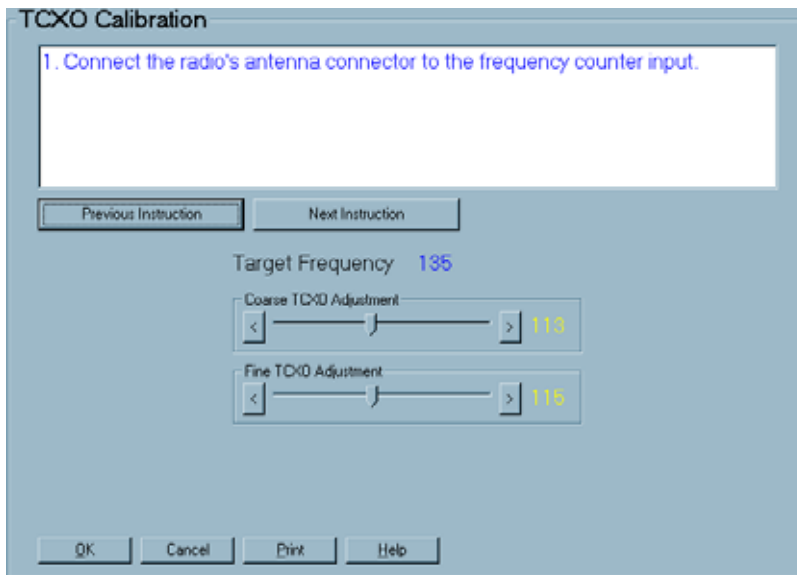 TCXO Calibration
1. Connect the radio's antenna connector to the frequency counter input.
Previous Instruction Next Instruction
Target Frequency 135
Coarse TCXO Adjustment
< > 113
Fine TCXO Adjustment
< > 115
OK Cancel Print Help